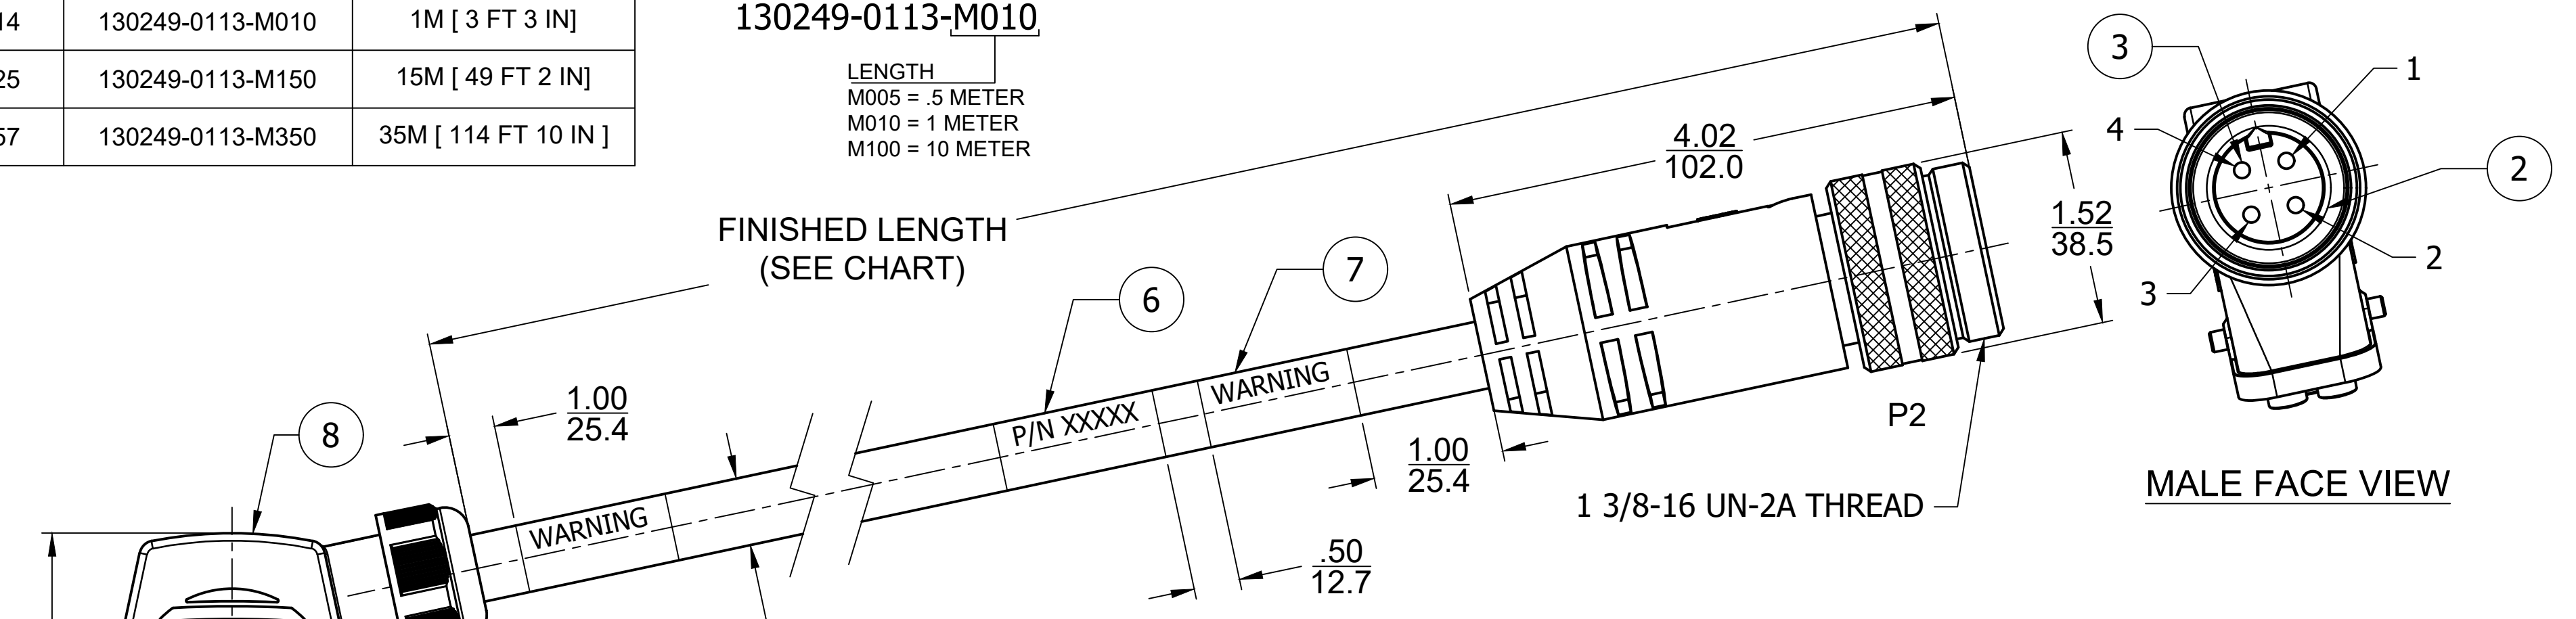 14 130249-0113-M010 1M [ 3 FT 3 IN]
25 130249-0113-M150 15M [ 49 FT 2 IN]
57 130249-0113-M350 35M [ 114 FT 10 IN ]
130249-0113-M010
LENGTH
M005 = .5 METER
M010 = 1 METER
M100 = 10 METER
FINISHED LENGTH
(SEE CHART)
4.02
102.0
1.52
38.5
3
1
4
2
2
3
6
7
8
1.00
25.4
WARNING
P/N XXXXX
WARNING
1.00
25.4
.50
12.7
P2
1 3/8-16 UN-2A THREAD
MALE FACE VIEW